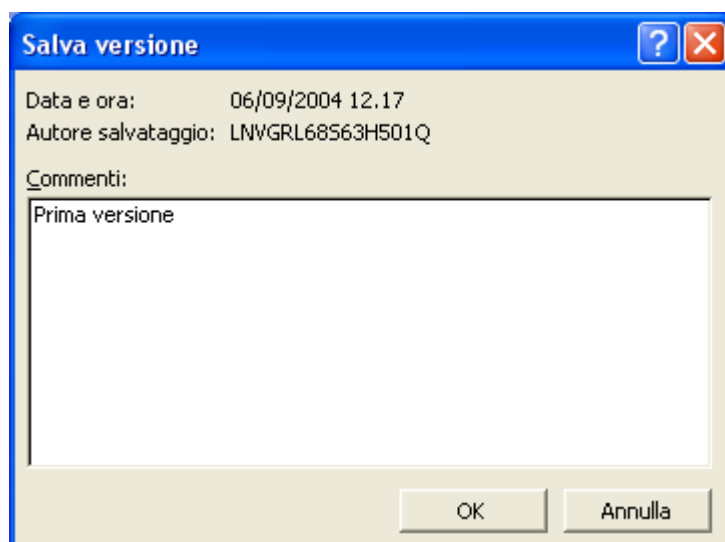 Salva versione
Data e ora: 06/09/2004 12.17
Autore salvataggio: LNVGRL68S63H501Q
Commenti:
Prima versione
OK Annulla